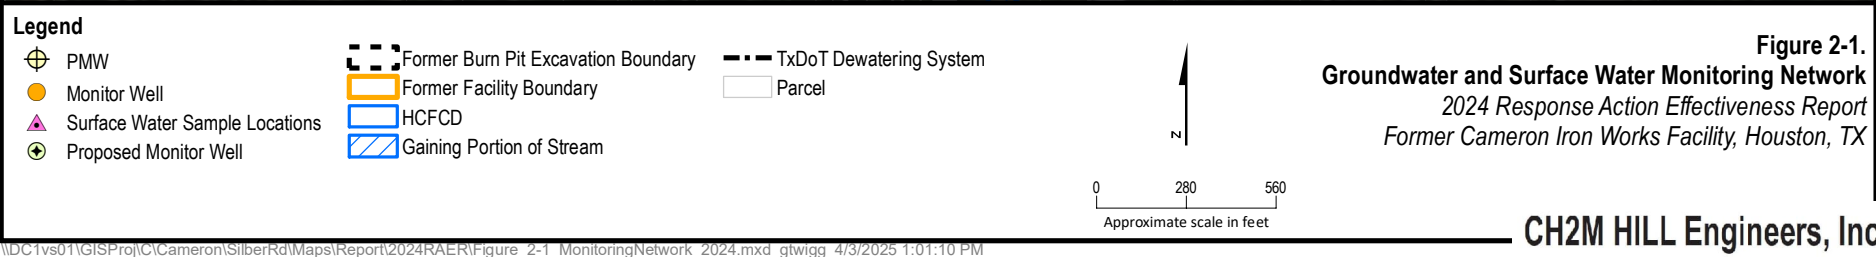 Legend
PMW
Monitor Well
Surface Water Sample Locations
Proposed Monitor Well
Former Burn Pit Excavation Boundary
Former Facility Boundary
HCFCD
Gaining Portion of Stream
TxDoT Dewatering System
Parcel
N
0 280 560
Approximate scale in feet
Figure 2-1.
Groundwater and Surface Water Monitoring Network
2024 Response Action Effectiveness Report
Former Cameron Iron Works Facility, Houston, TX
CH2M HILL Engineers, Inc
\\DC1vs01\GISProj\C\Cameron\SilberRd\Maps\Report\2024RAER\Figure_2-1_MonitoringNetwork_2024.mxd gtwigg 4/3/2025 1:01:10 PM